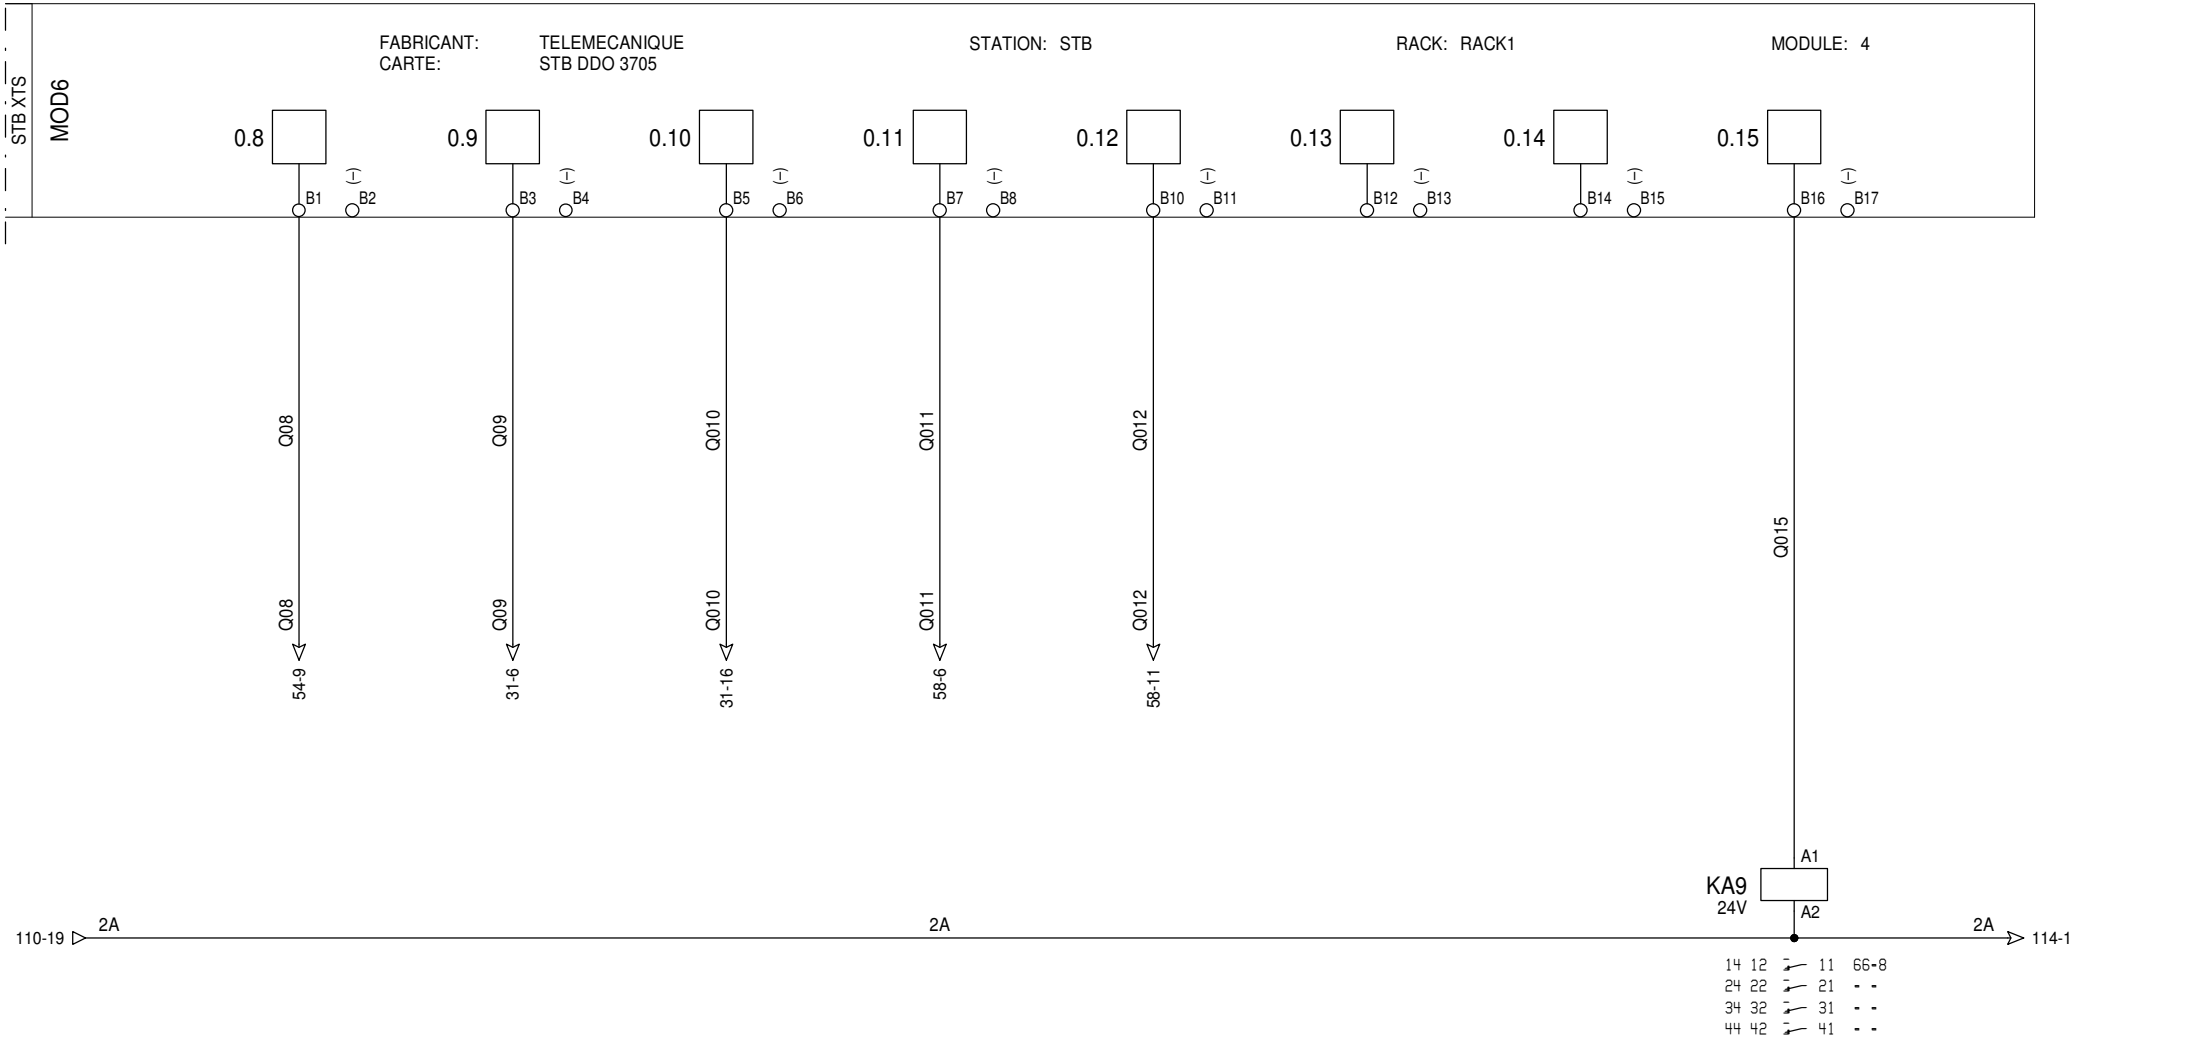 FABRICANT: TELEMECANIQUE STATION: STB RACK: RACK1 MODULE: 4
CARTE: STB DDO 3705
STB XTS
MOD6
0.8 0.9 0.10 0.11 0.12 0.13 0.14 0.15
(-) (-) (-) (-) (-) (-) (-) (-)
B1 B2 B3 B4 B5 B6 B7 B8 B10 B11 B12 B13 B14 B15 B16 B17
Q08 Q09 Q010 Q011 Q012
Q015
Q08 Q09 Q010 Q011 Q012
54-9 31-6 31-16 58-6 58-11
A1
KA9
24V
A2
110-19 2A 2A 2A 114-1
14 12 11 66-8
24 22 21 - -
34 32 31 - -
44 42 41 - -